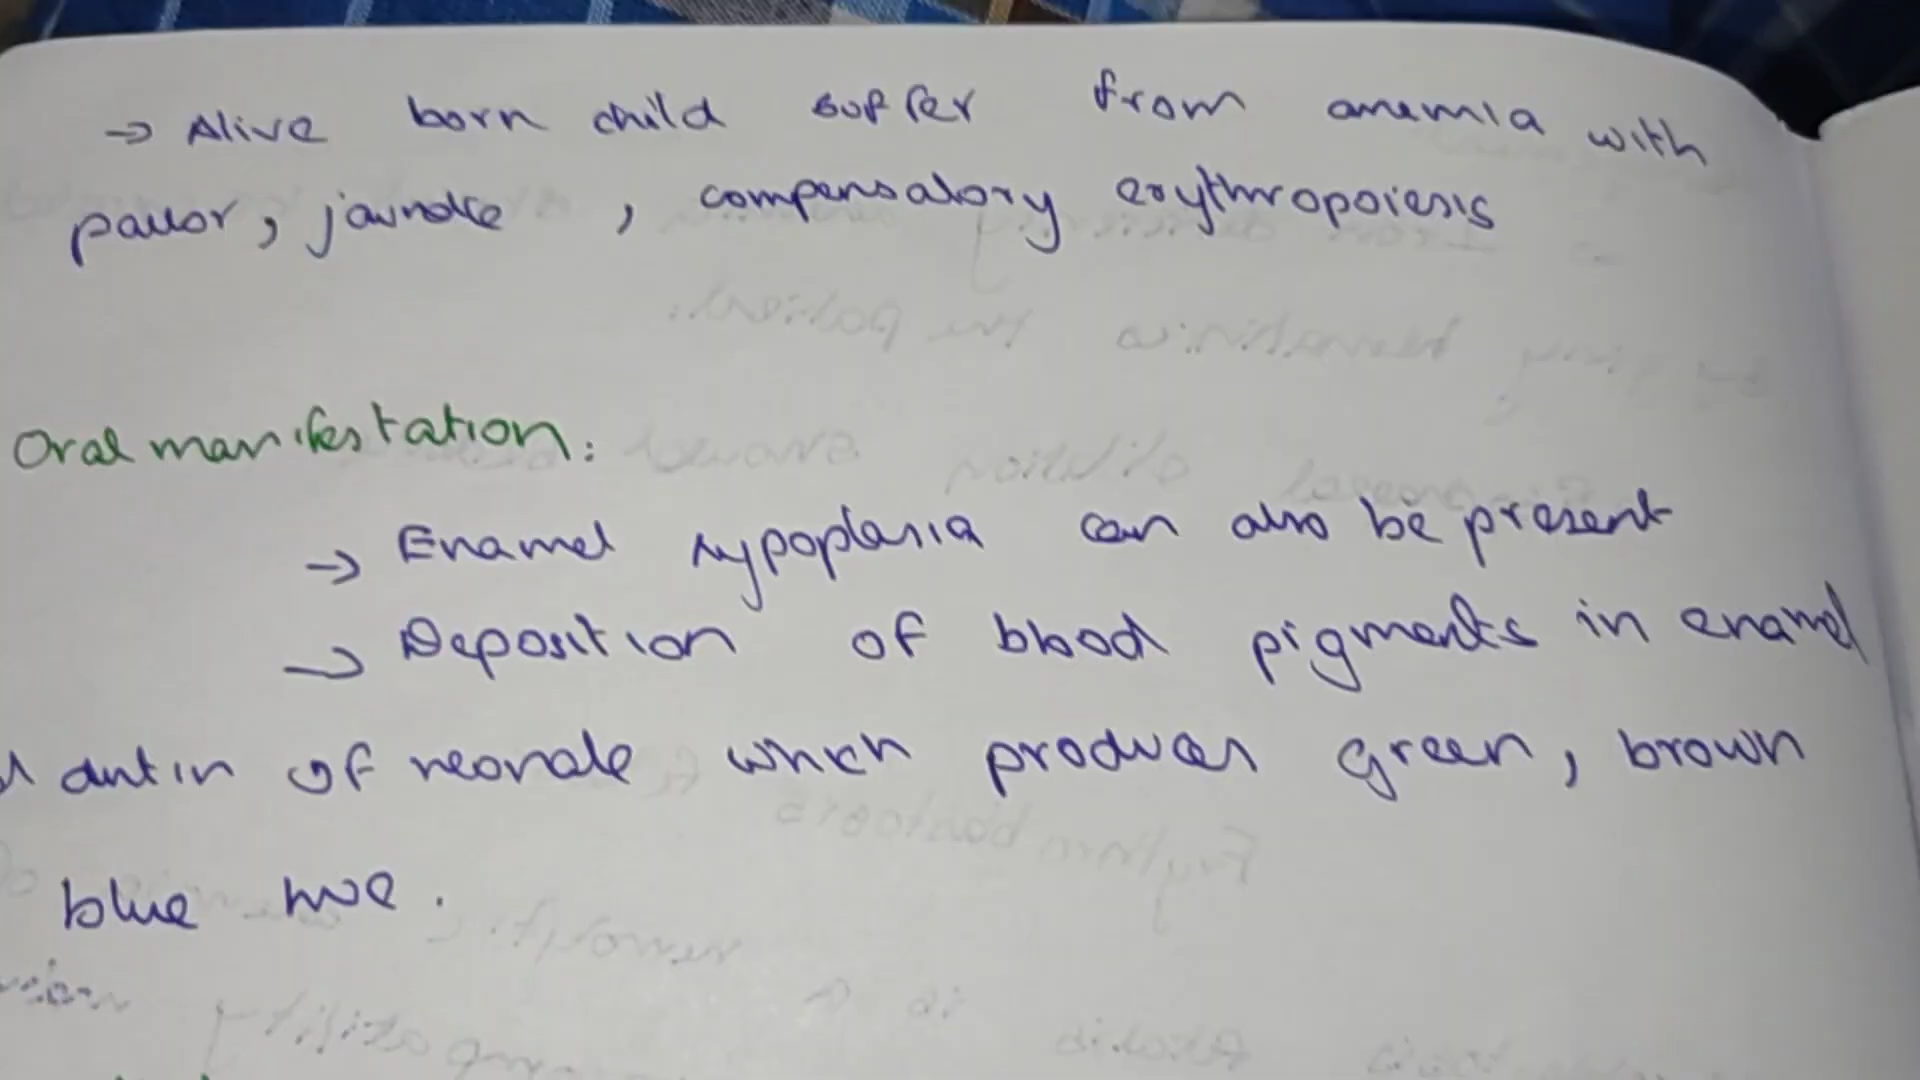 → Alive born child suffer from anemia with
pallor, jaundice, compensatory erythropoiesis
Oral manifestation:
→ Enamel hypoplasia can also be present
→ Deposition of blood pigments in enamel
dentin of neonate which produces green, brown
blue hue.